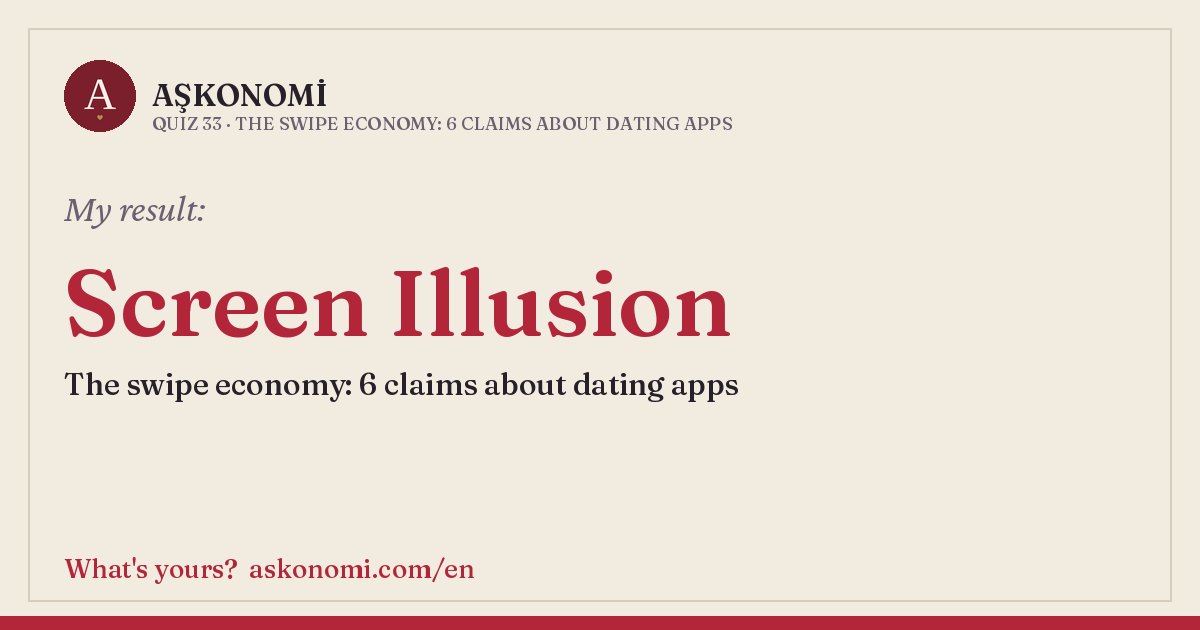 A
AŞKONOMİ
QUIZ 33 · THE SWIPE ECONOMY: 6 CLAIMS ABOUT DATING APPS
My result:
Screen Illusion
The swipe economy: 6 claims about dating apps
What's yours? askonomi.com/en